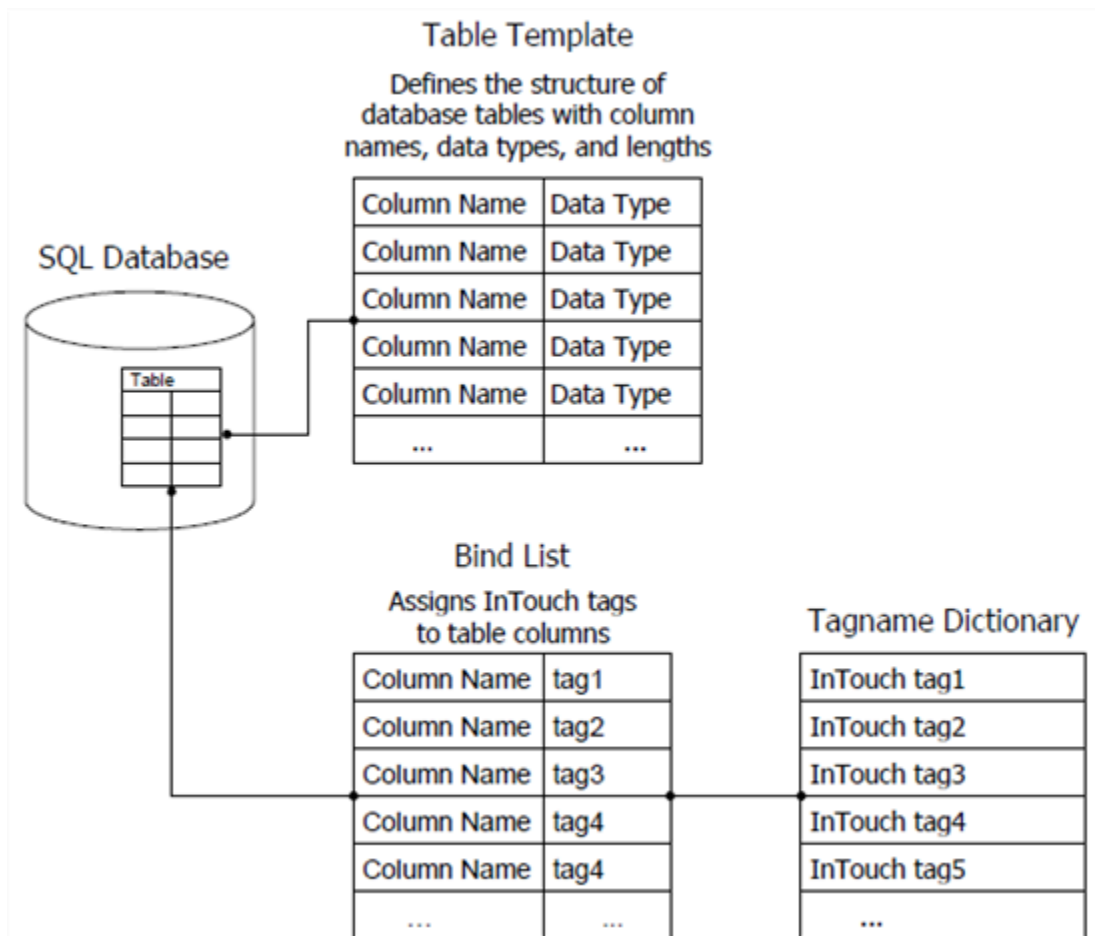 Table Template
Defines the structure of
database tables with column
names, data types, and lengths
Column Name Data Type
Column Name Data Type
Column Name Data Type
Column Name Data Type
Column Name Data Type
... ...
SQL Database
Table
Bind List
Assigns InTouch tags
to table columns
Column Name tag1
Column Name tag2
Column Name tag3
Column Name tag4
Column Name tag4
... ...
Tagname Dictionary
InTouch tag1
InTouch tag2
InTouch tag3
InTouch tag4
InTouch tag5
...